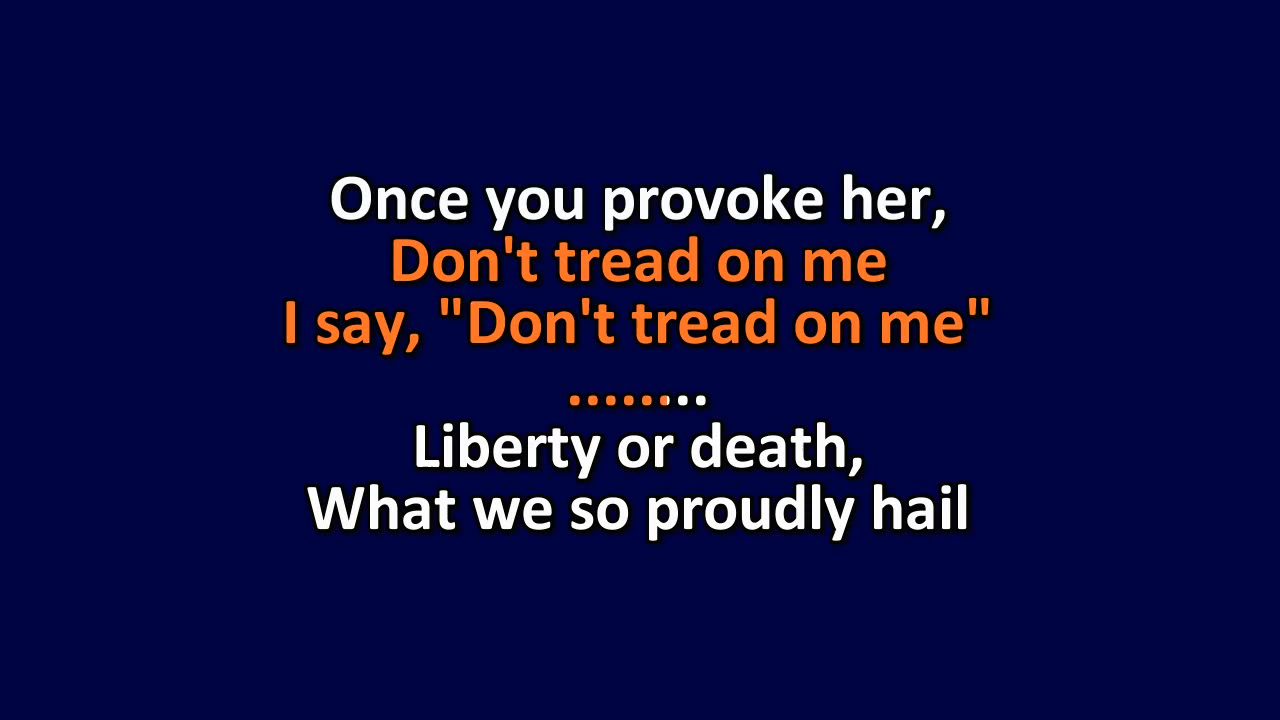 Once you provoke her,
Don't tread on me
I say, "Don't tread on me"
........
Liberty or death,
What we so proudly hail